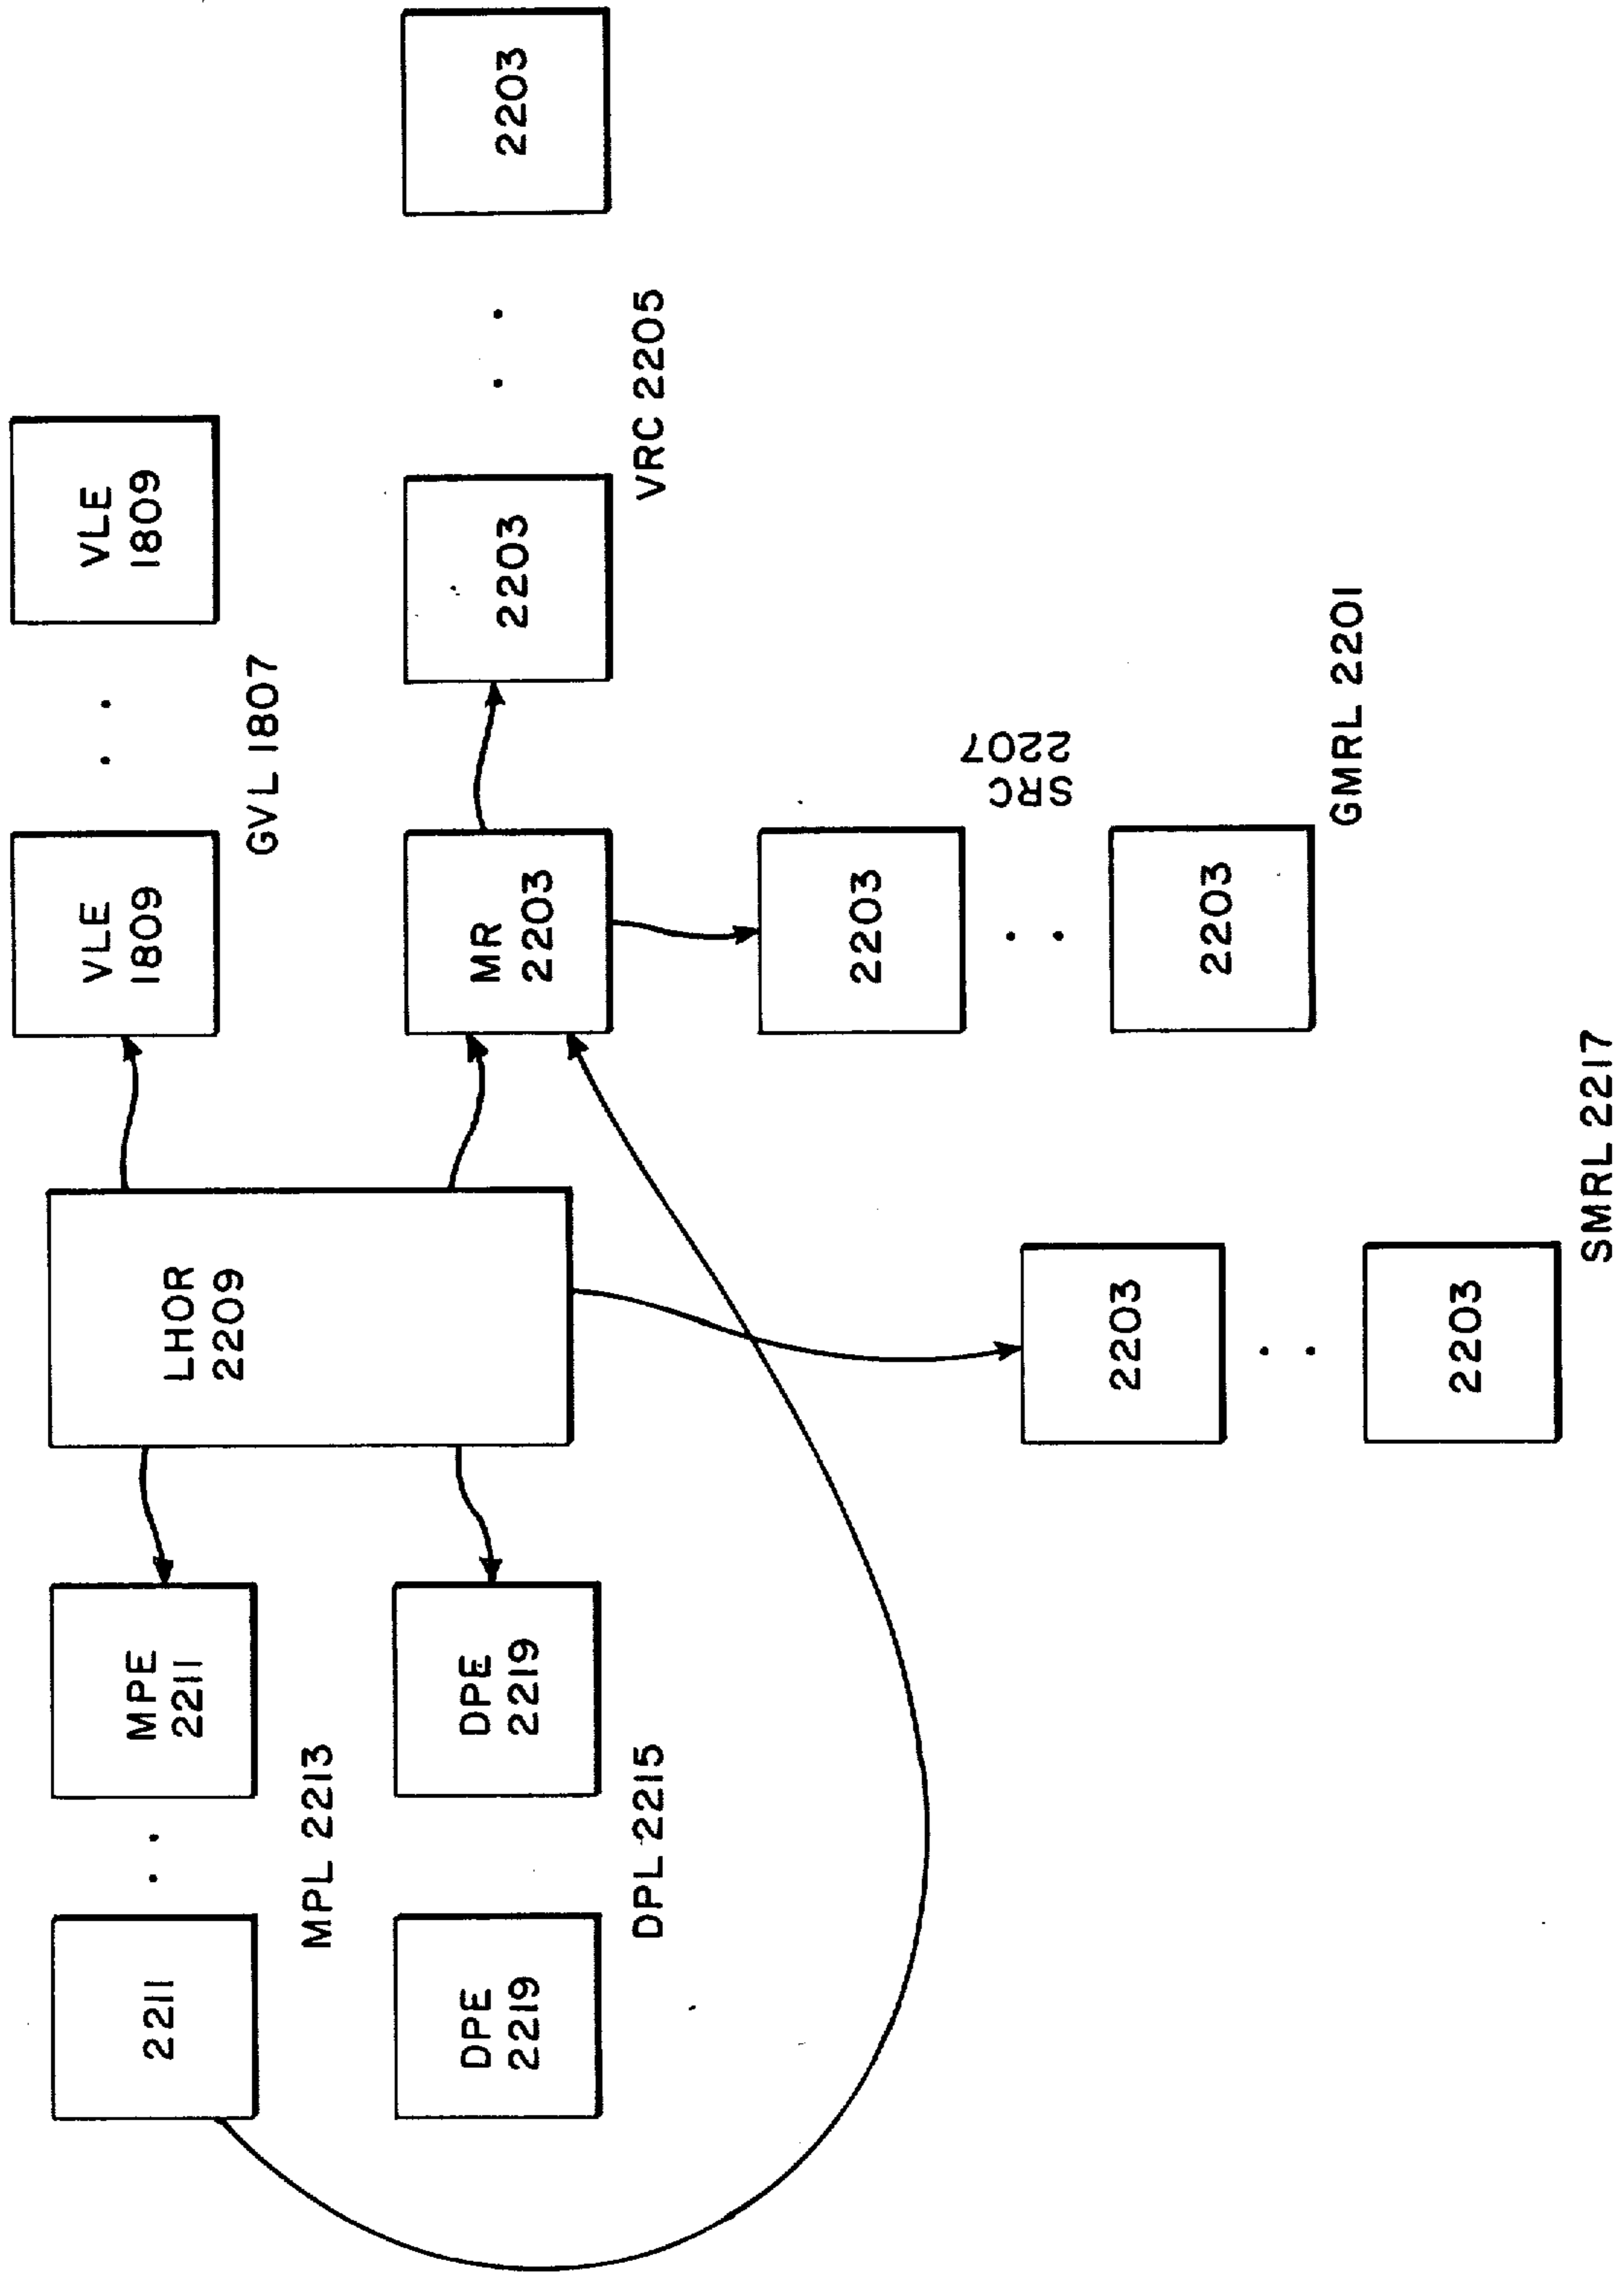 2211
MPE
2211
LHOR
2209
VLE
1809
VLE
1809
MPL 2213
GVL 1807
DPE
2219
DPE
2219
MR
2203
2203
2203
DPL 2215
VRC 2205
2203
SRC
2207
2203
2203
GMRL 2201
2203
SMRL 2217